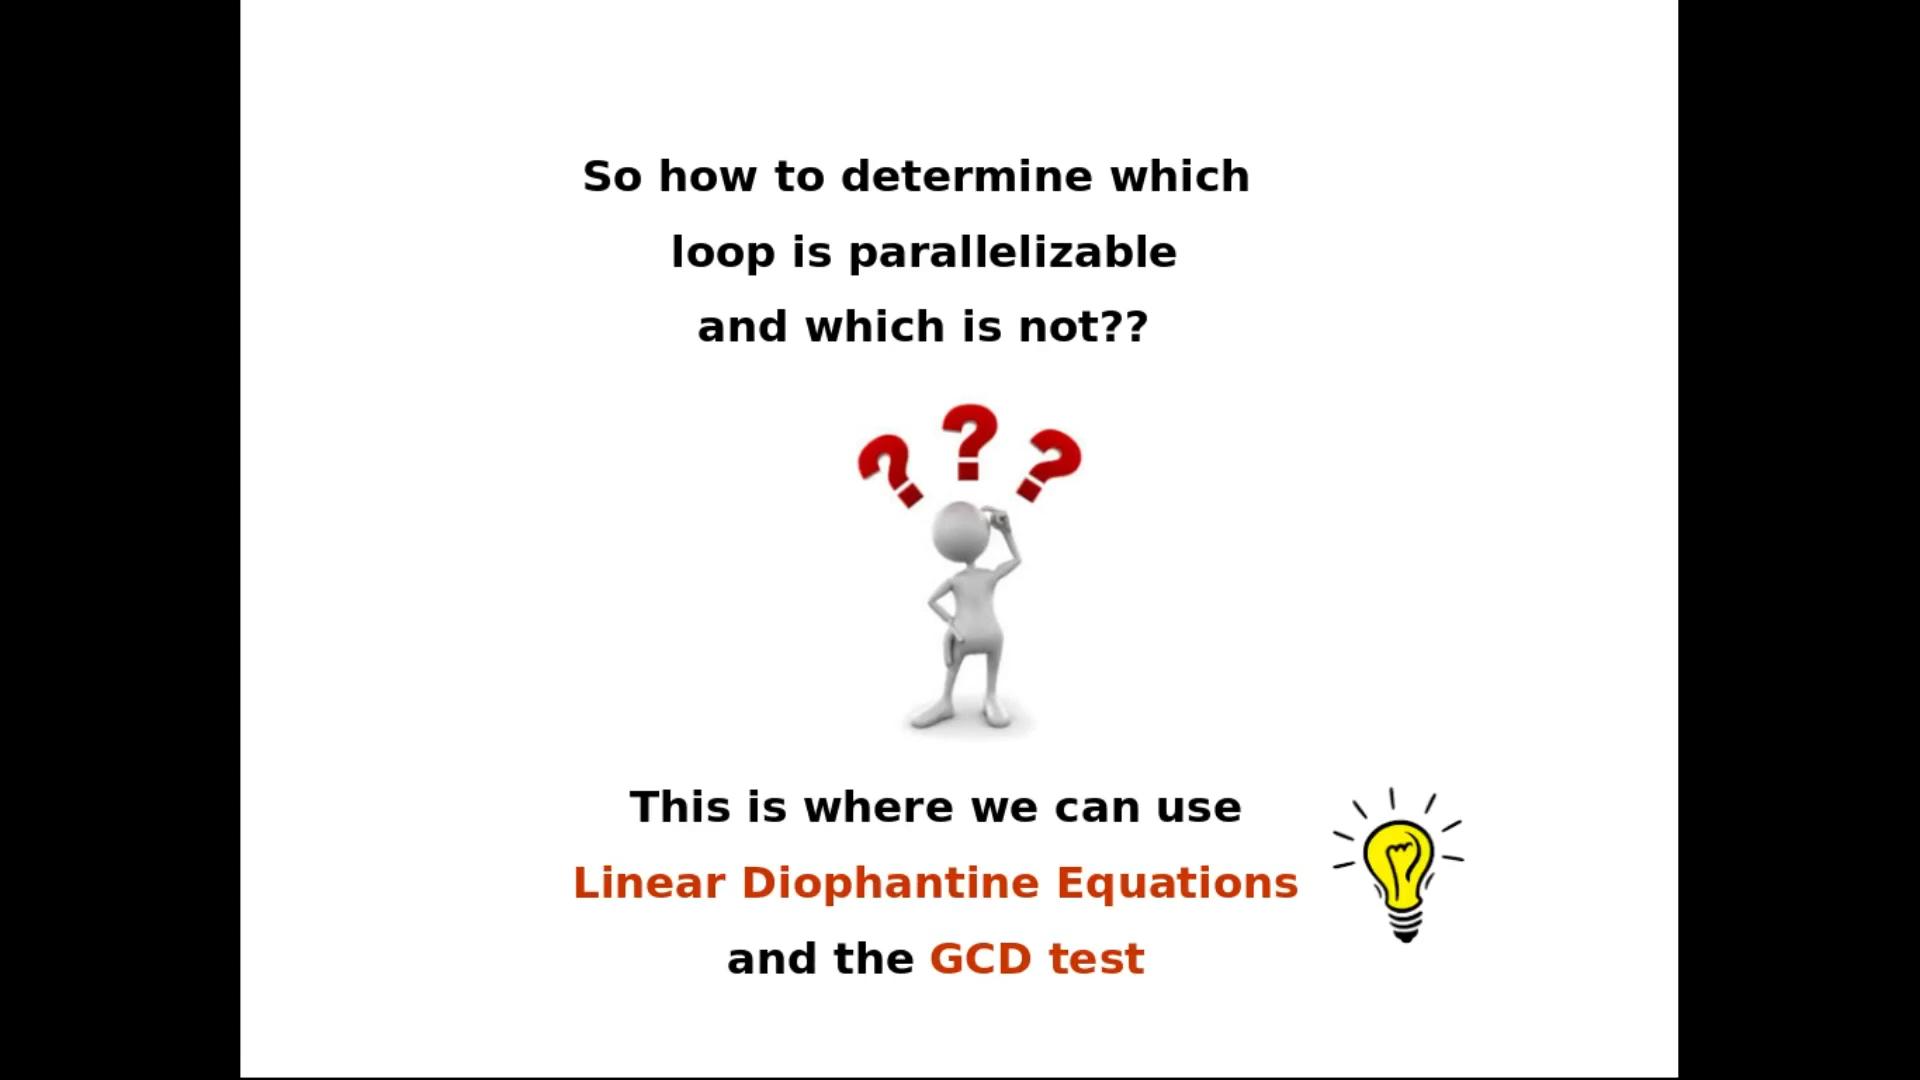 So how to determine which
loop is parallelizable
and which is not??
? ? ?
This is where we can use
Linear Diophantine Equations
and the GCD test